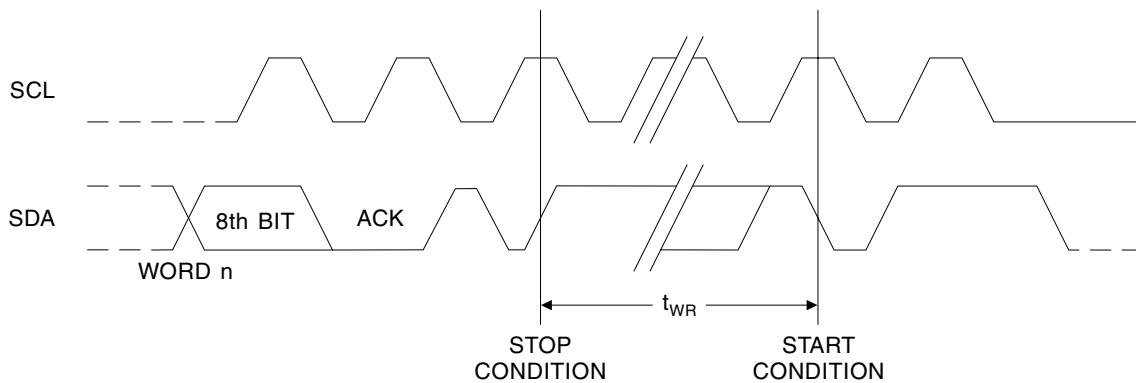 SCL
SDA
8th BIT
ACK
WORD n
tWR
STOP
CONDITION
START
CONDITION